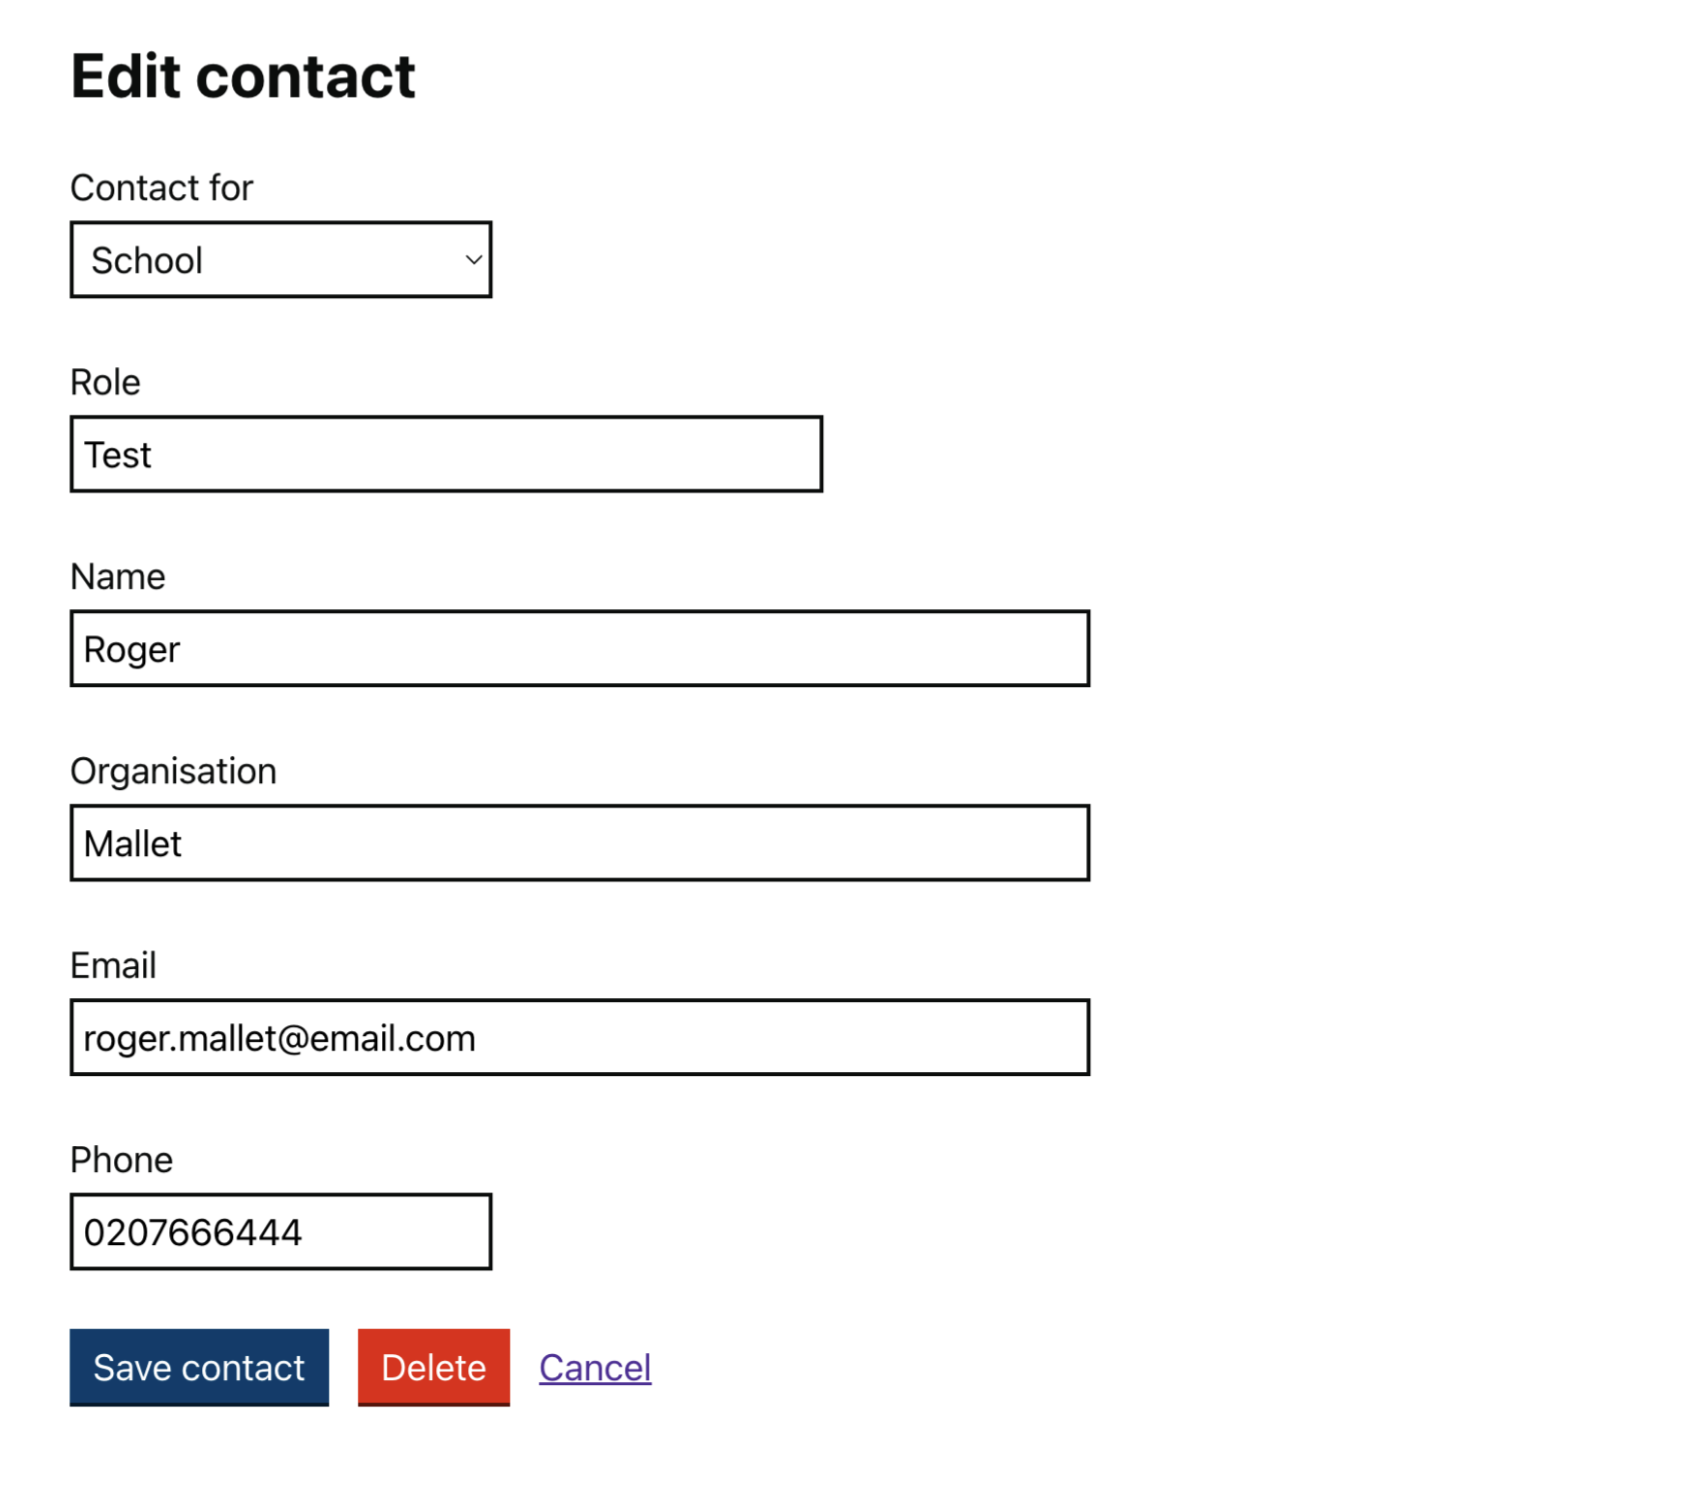 Edit contact
Contact for
School
Role
Test
Name
Roger
Organisation
Mallet
Email
roger.mallet@email.com
Phone
0207666444
Save contact Delete Cancel